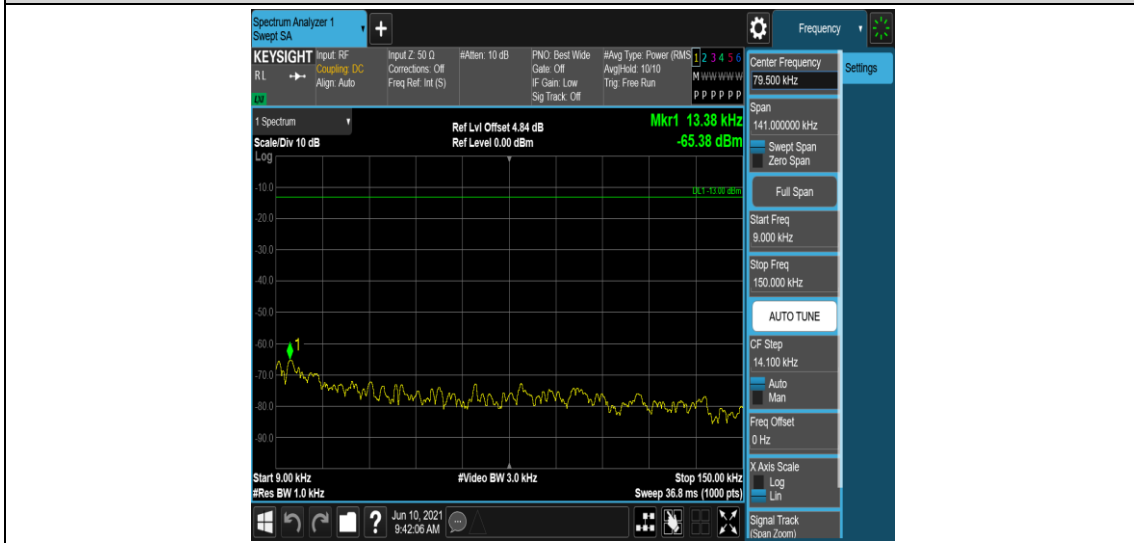 Spectrum Analyzer 1
Swept SA
+
Frequency
KEYSIGHT
RL
Input: RF
Coupling: DC
Align: Auto
Input Z: 50 Ω
Corrections: Off
Freq Ref: Int (S)
#Atten: 10 dB
PNO: Best Wide
Gate: Off
IF Gain: Low
Sig Track: Off
#Avg Type: Power (RMS
Avg|Hold: 10/10
Trig: Free Run
1 2 3 4 5 6
M W W W W W
P P P P P P
1 Spectrum
Scale/Div 10 dB
Log
Ref Lvl Offset 4.84 dB
Ref Level 0.00 dBm
Mkr1 13.38 kHz
-65.38 dBm
DL1 -13.00 dBm
-10.0
-20.0
-30.0
-40.0
-50.0
-60.0
-70.0
-80.0
-90.0
1
Start 9.00 kHz
#Res BW 1.0 kHz
#Video BW 3.0 kHz
Stop 150.00 kHz
Sweep 36.8 ms (1000 pts)
?
Jun 10, 2021
9:42:06 AM
Center Frequency
79.500 kHz
Span
141.000000 kHz
Swept Span
Zero Span
Full Span
Start Freq
9.000 kHz
Stop Freq
150.000 kHz
AUTO TUNE
CF Step
14.100 kHz
Auto
Man
Freq Offset
0 Hz
X Axis Scale
Log
Lin
Signal Track
(Span Zoom)
Settings